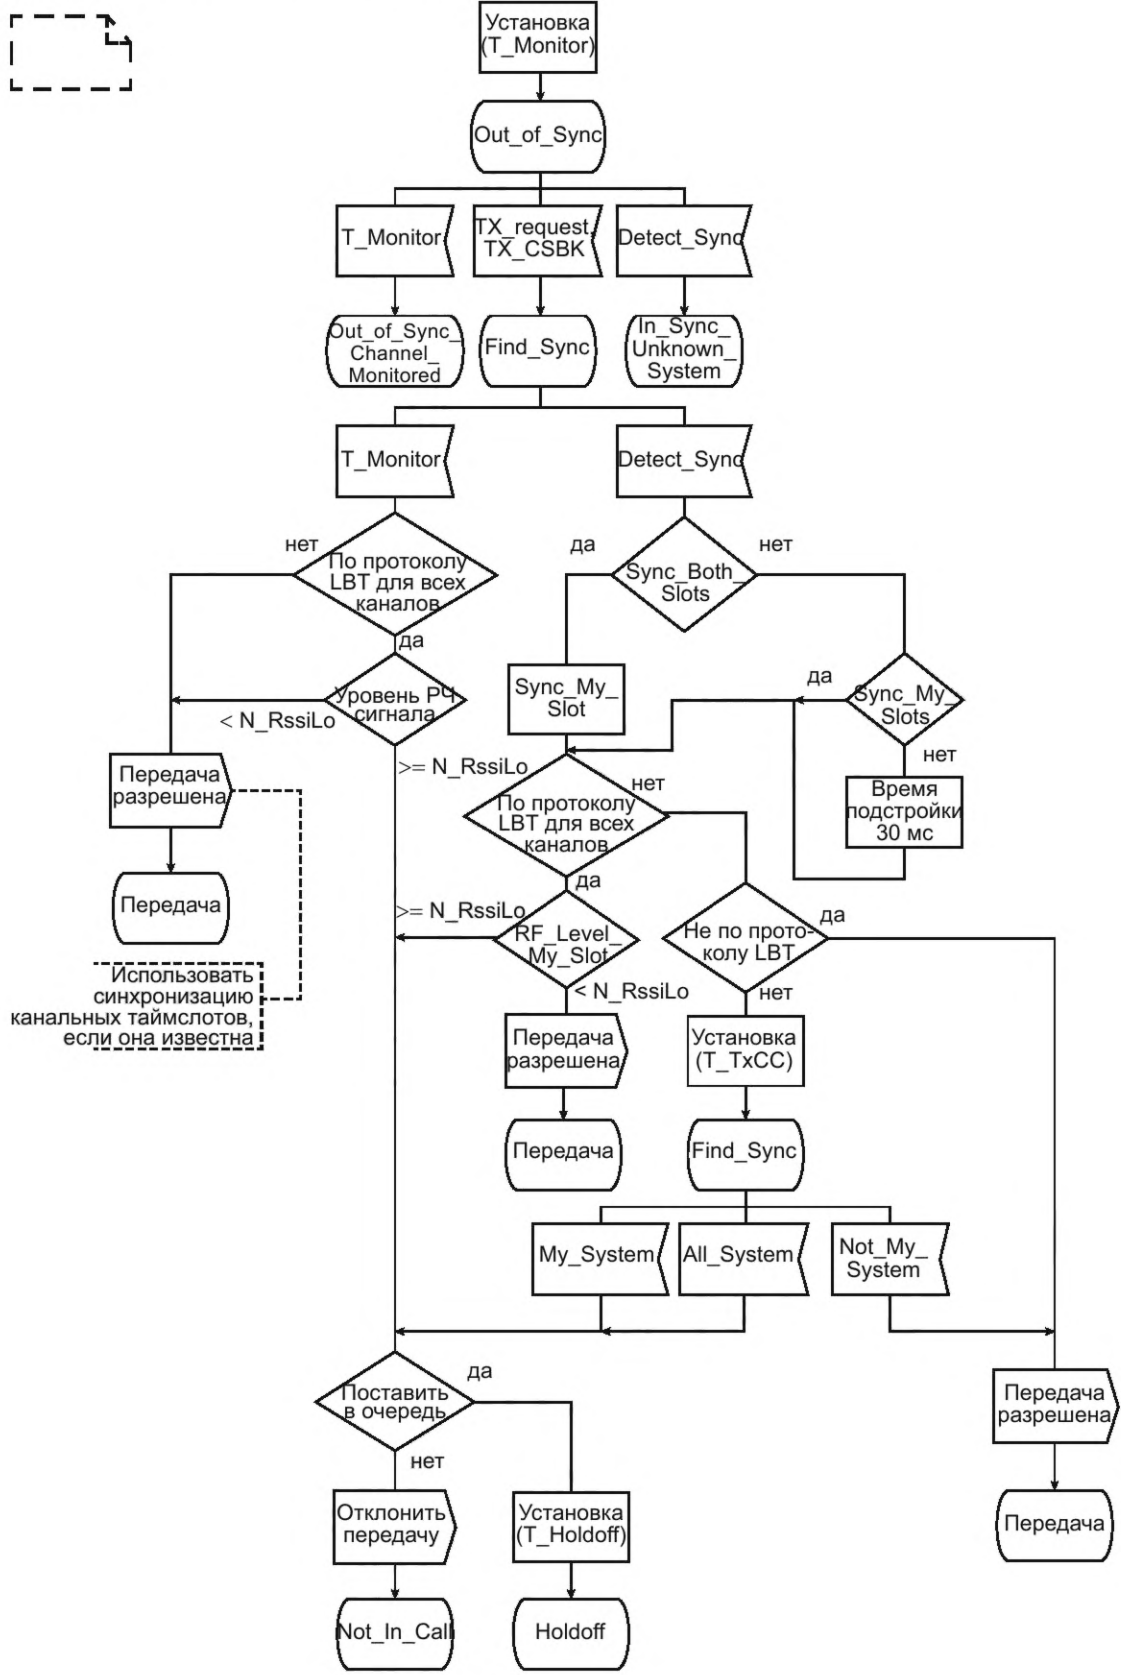 Установка
(T_Monitor)
Out_of_Sync
T_Monitor
TX_request,
TX_CSBK
Detect_Sync
Out_of_Sync_
Channel_
Monitored
Find_Sync
In_Sync_
Unknown_
System
T_Monitor
Detect_Sync
нет
По протоколу
LBT для всех
каналов
да
да
нет
Sync_Both_
Slots
Уровень РЧ
сигнала
< N_RssiLo
>= N_RssiLo
Sync_My_
Slot
да
Sync_My_
Slots
нет
Время
подстройки
30 мс
Передача
разрешена
Передача
Использовать
синхронизацию
канальных таймслотов,
если она известна
По протоколу
LBT для всех
каналов
нет
да
>= N_RssiLo
RF_Level_
My_Slot
< N_RssiLo
Не по прото-
колу LBT
да
нет
Передача
разрешена
Передача
Установка
(T_TxCC)
Find_Sync
My_System
All_System
Not_My_
System
Поставить
в очередь
да
нет
Передача
разрешена
Передача
Отклонить
передачу
Установка
(T_Holdoff)
Not_In_Call
Holdoff